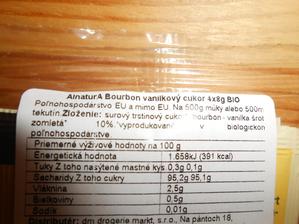 AlnaturA Bourbon vanilkový cukor 4x8g BIO
Poľnohospodárstvo EU a mimo EU. Na 500g múky alebo 500m
tekutín Zloženie: surový trstinový cukor* bourbon - vanilka šrot
zomletá* 10% *vyprodukované v biologickom
poľnohospodárstve
Priemerné výživové hodnoty na 100 g
Energetická hodnota 1.658kJ (391 kcal)
Tuky Z toho nasýtené mastné kys 0,3g 0,1g
Sacharidy Z toho cukry 95,2g 95,1g
Vláknina 2,5g
Bielkoviny 0,5g
Sodík 0,01g
Distributér: dm drogerie markt, s.r.o., Na pántoch 18,